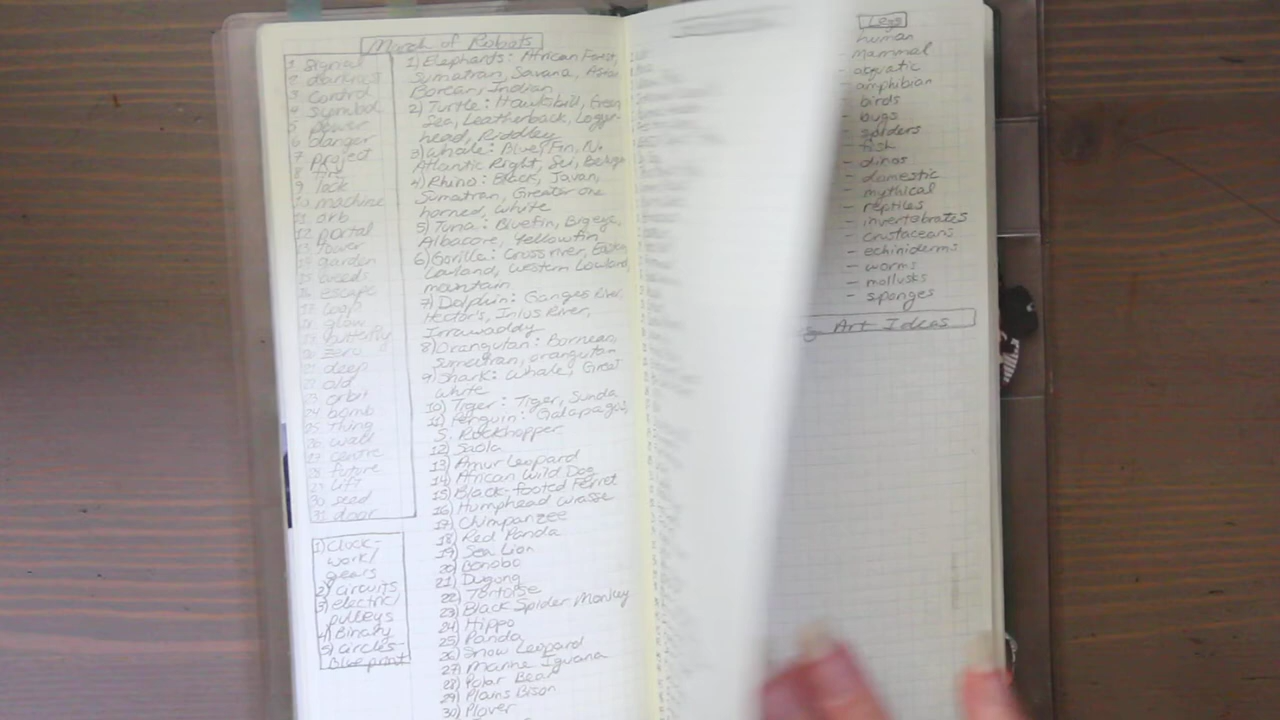 March of Robots
1 signal
2 darkness
3 control
4 symbol
5 power
6 danger
7 project
8 fire
9 lock
10 machine
11 orb
12 portal
13 flower
14 garden
15 weeds
16 escape
17 loop
18 glow
19 butterfly
20 zero
21 deep
22 old
23 orbit
24 bomb
25 thing
26 wall
27 centre
28 future
29 lift
30 seed
31 door
1) Clock-
work/
gears
2) circuits
3) electric/
pulleys
4) Binary
5) circles-
Blueprint
1) Elephants: African Forest,
Sumatran, Savana, Asian
Borean, Indian
2) Turtle: Hawksbill, Green
Sea, Leatherback, Logger-
head, Riddley
3) Whale: Blue, Fin, N.
Atlantic Right, Sei, Beluga
4) Rhino: Black, Javan,
Sumatran, Greater one
horned, White
5) Tuna: Bluefin, Bigeye,
Albacore, Yellowfin
6) Gorilla: Cross river, Eastern
Lowland, Western Lowland,
mountain
7) Dolphin: Ganges River,
Hector's, Indus River,
Irrawaddy
8) Orangutan: Bornean,
Sumatran, orangutan
9) Shark: Whale, Great
White
10) Tiger: Tiger, Sunda
11) Penguin: Galapagos,
S. Rockhopper
12) Saola
13) Amur Leopard
14) African Wild Dog
15) Black-footed Ferret
16) Humphead wrasse
17) Chimpanzee
18) Red Panda
19) Sea Lion
20) Bonobo
21) Dugong
22) Tortoise
23) Black Spider Monkey
24) Hippo
25) Panda
26) Snow Leopard
27) Marine Iguana
28) Polar Bear
29) Plains Bison
30) Plover
Legs
human
mammal
- aquatic
- amphibian
- birds
- bugs
- spiders
- fish
- dinos
- domestic
- mythical
- reptiles
- invertebrates
- crustaceans
- echiniderms
- worms
- mollusks
- sponges
Art Ideas